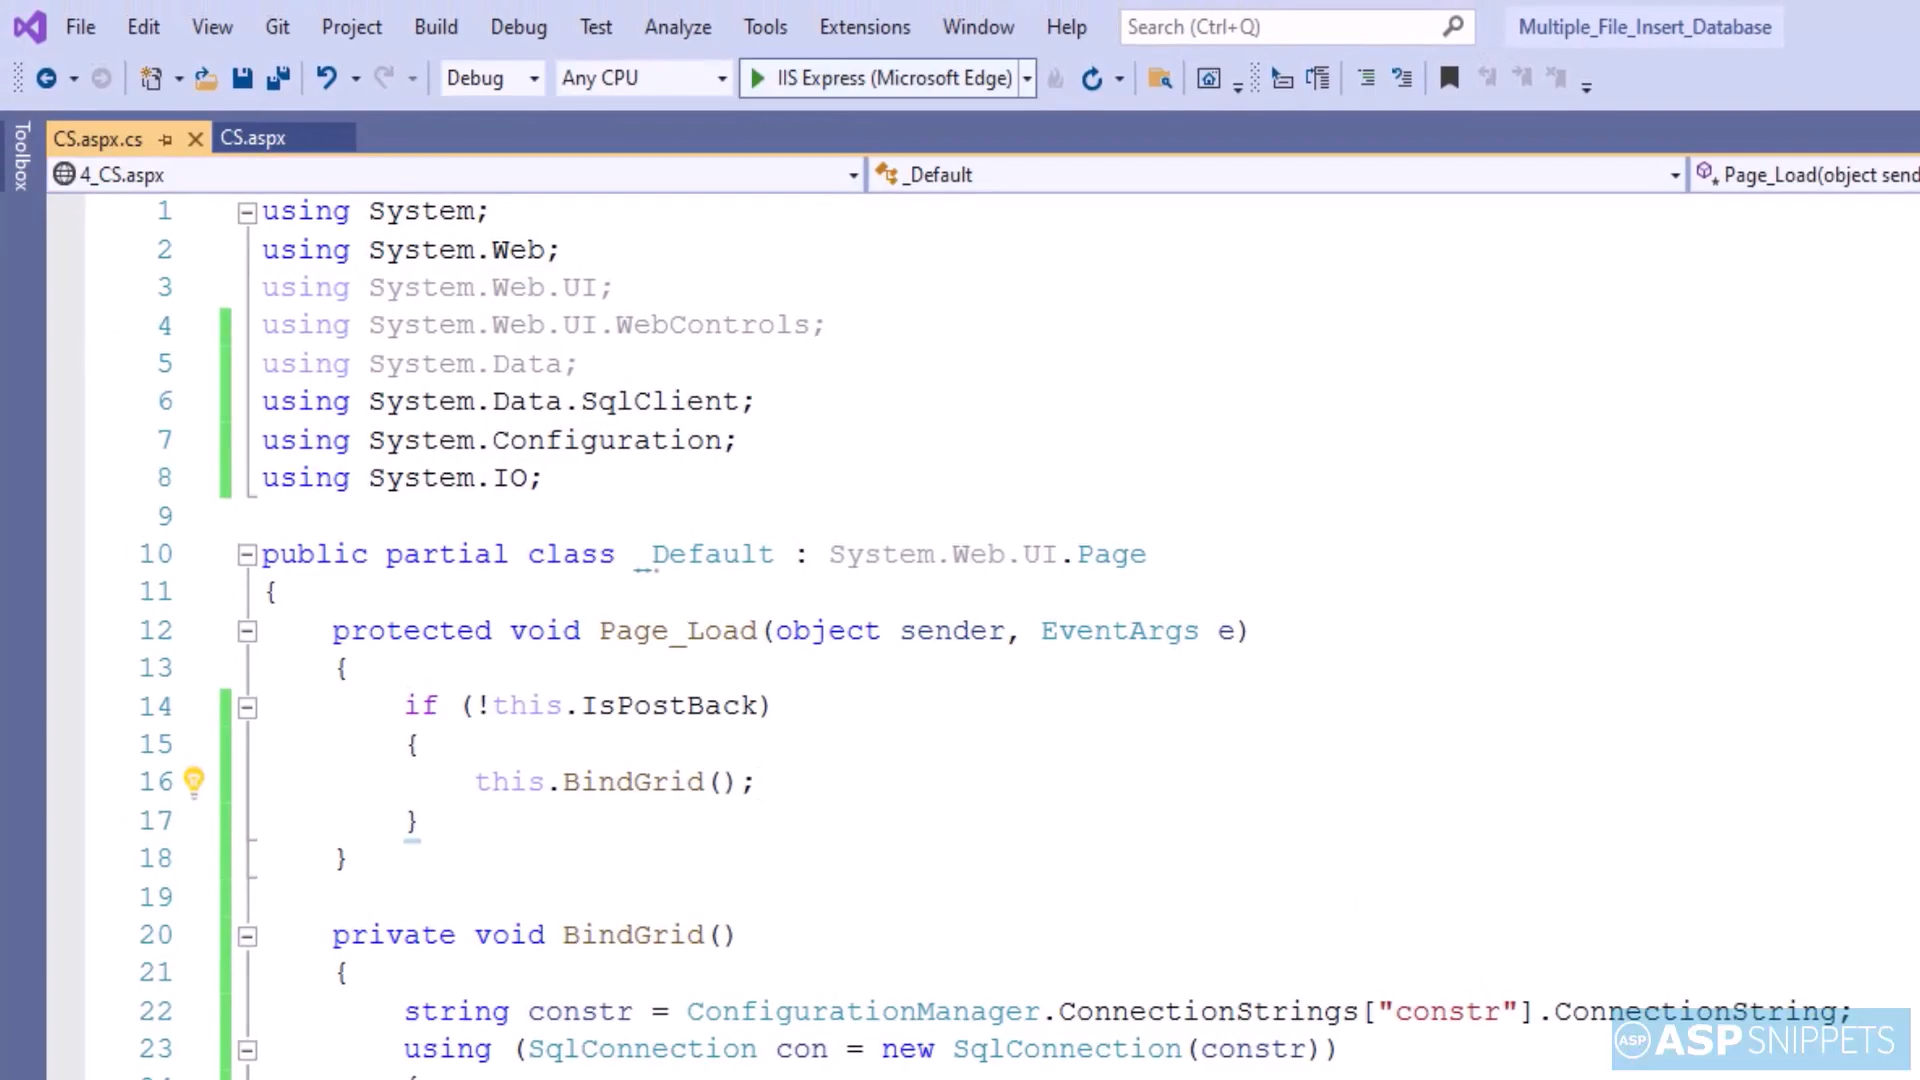 File Edit View Git Project Build Debug Test Analyze Tools Extensions Window Help Search (Ctrl+Q) Multiple_File_Insert_Database
Debug Any CPU IIS Express (Microsoft Edge)
Toolbox
CS.aspx.cs CS.aspx
4_CS.aspx _Default Page_Load(object send
1 using System;
2 using System.Web;
3 using System.Web.UI;
4 using System.Web.UI.WebControls;
5 using System.Data;
6 using System.Data.SqlClient;
7 using System.Configuration;
8 using System.IO;
9
10 public partial class _Default : System.Web.UI.Page
11 {
12 protected void Page_Load(object sender, EventArgs e)
13 {
14 if (!this.IsPostBack)
15 {
16 this.BindGrid();
17 }
18 }
19
20 private void BindGrid()
21 {
22 string constr = ConfigurationManager.ConnectionStrings["constr"].ConnectionString;
23 using (SqlConnection con = new SqlConnection(constr))
{
ASP ASPSNIPPETS